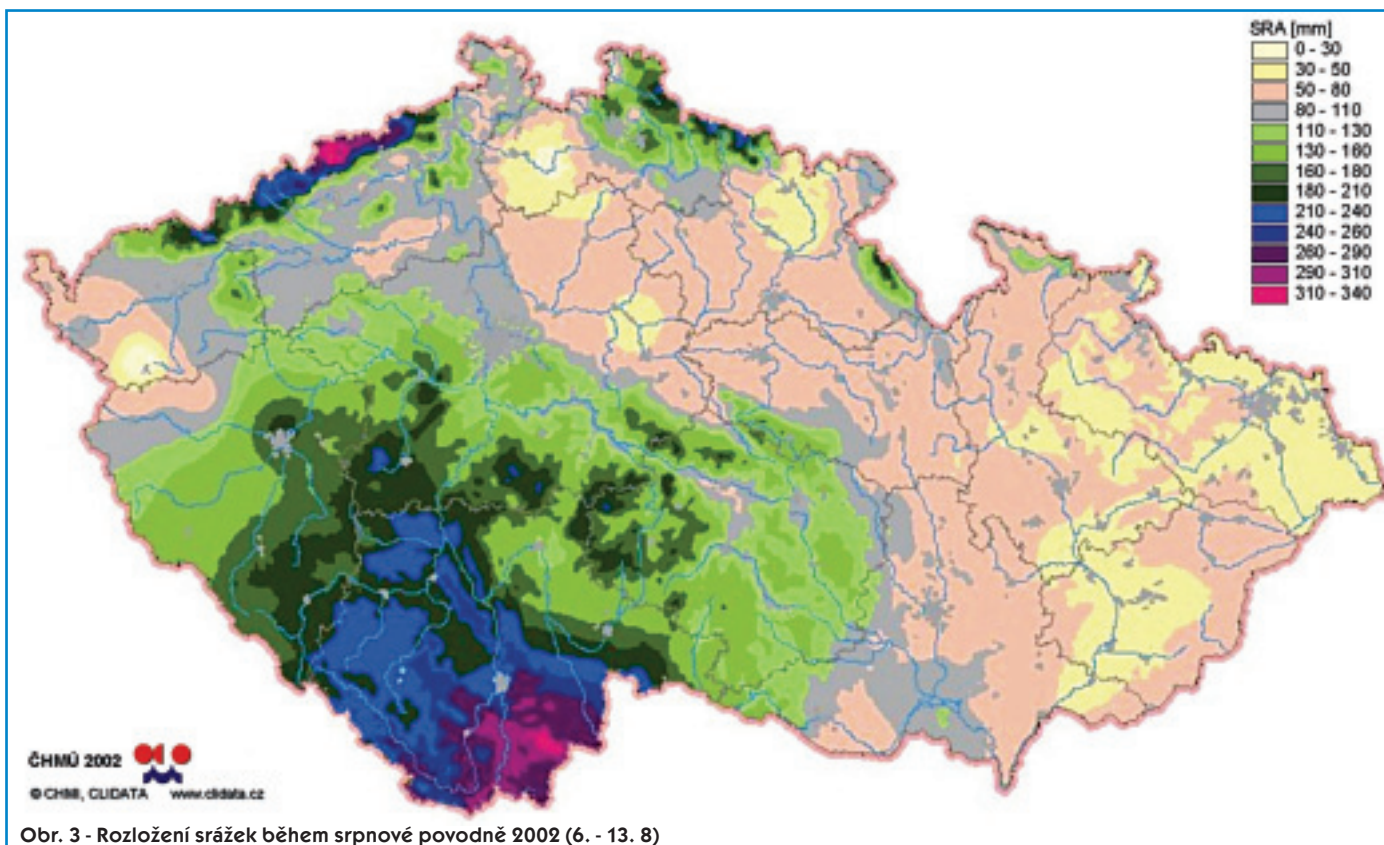 SRA [mm]
0 - 30
30 - 50
50 - 80
80 - 110
110 - 130
130 - 160
160 - 180
180 - 210
210 - 240
240 - 260
260 - 290
290 - 310
310 - 340
ČHMÚ 2002
© CHMI, CLIDATA www.clidata.cz
Obr. 3 - Rozložení srážek během srpnové povodně 2002 (6. - 13. 8)